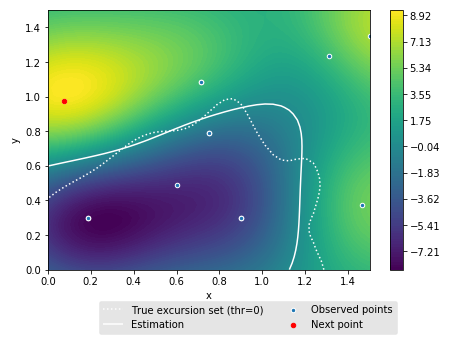 1.4
1.2
1.0
0.8
0.6
0.4
0.2
0.0
y
0.0 0.2 0.4 0.6 0.8 1.0 1.2 1.4
x
8.92
7.13
5.34
3.55
1.75
−0.04
−1.83
−3.62
−5.41
−7.21
True excursion set (thr=0)
Estimation
Observed points
Next point